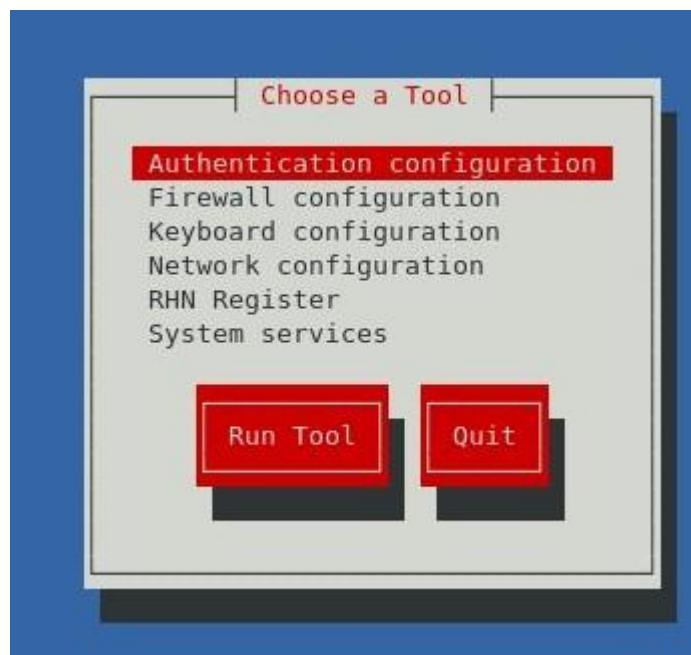 Choose a Tool
Authentication configuration
Firewall configuration
Keyboard configuration
Network configuration
RHN Register
System services
Run Tool Quit